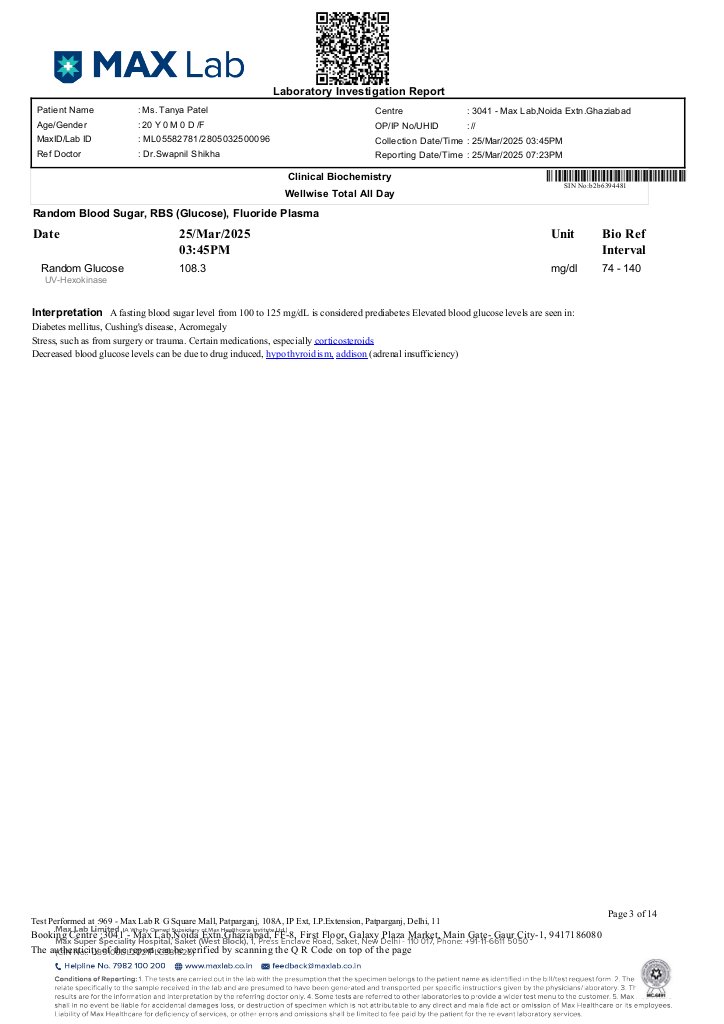 MAX Lab
Laboratory Investigation Report
Patient Name : Ms. Tanya Patel Centre : 3041 - Max Lab,Noida Extn.Ghaziabad
Age/Gender : 20 Y 0 M 0 D /F OP/IP No/UHID : //
MaxID/Lab ID : ML05582781/2805032500096 Collection Date/Time : 25/Mar/2025 03:45PM
Ref Doctor : Dr.Swapnil Shikha Reporting Date/Time : 25/Mar/2025 07:23PM
Clinical Biochemistry
SIN No:b2b6394481
Wellwise Total All Day
Random Blood Sugar, RBS (Glucose), Fluoride Plasma
Date 25/Mar/2025 03:45PM Unit Bio Ref Interval
Random Glucose 108.3 mg/dl 74 - 140
UV-Hexokinase
Interpretation A fasting blood sugar level from 100 to 125 mg/dL is considered prediabetes Elevated blood glucose levels are seen in:
Diabetes mellitus, Cushing's disease, Acromegaly
Stress, such as from surgery or trauma. Certain medications, especially corticosteroids
Decreased blood glucose levels can be due to drug induced, hypothyroidism, addison (adrenal insufficiency)
Page 3 of 14
Test Performed at :969 - Max Lab R G Square Mall, Patparganj, 108A, IP Ext, I.P.Extension, Patparganj, Delhi, 11
Max Lab Limited (A Wholly Owned Subsidiary of Max Healthcare Institute Ltd.)
Booking Centre :3041 - Max Lab,Noida Extn.Ghaziabad, FF-8, First Floor, Galaxy Plaza Market, Main Gate- Gaur City-1, 9417186080
Max Super Speciality Hospital, Saket (West Block), 1, Press Enclave Road, Saket, New Delhi - 110 017, Phone: +91-11-6611 5050
The authenticity of the report can be verified by scanning the Q R Code on top of the page
Helpline No. 7982 100 200 www.maxlab.co.in feedback@maxlab.co.in
Conditions of Reporting: 1. The tests are carried out in the lab with the presumption that the specimen belongs to the patient as named or identified in the bill/test request form. 2. The
relate specifically to the sample received in the lab and are presumed to have been generated and transported per specific instructions given by the physicians/ laboratory. 3. Th
results are for the information and interpretation by the referring doctor only. 4. Some tests are referred to other laboratories to provide a wider test menu to the customer. 5. Max
shall in no event be liable for accidental damages loss, or destruction of specimen which is not attributable to any direct and mala fide act or omission of Max Healthcare or its employees.
Liability of Max Healthcare for deficiency of services, or other errors and omissions shall be limited to fee paid by the patient for the relevant laboratory services.